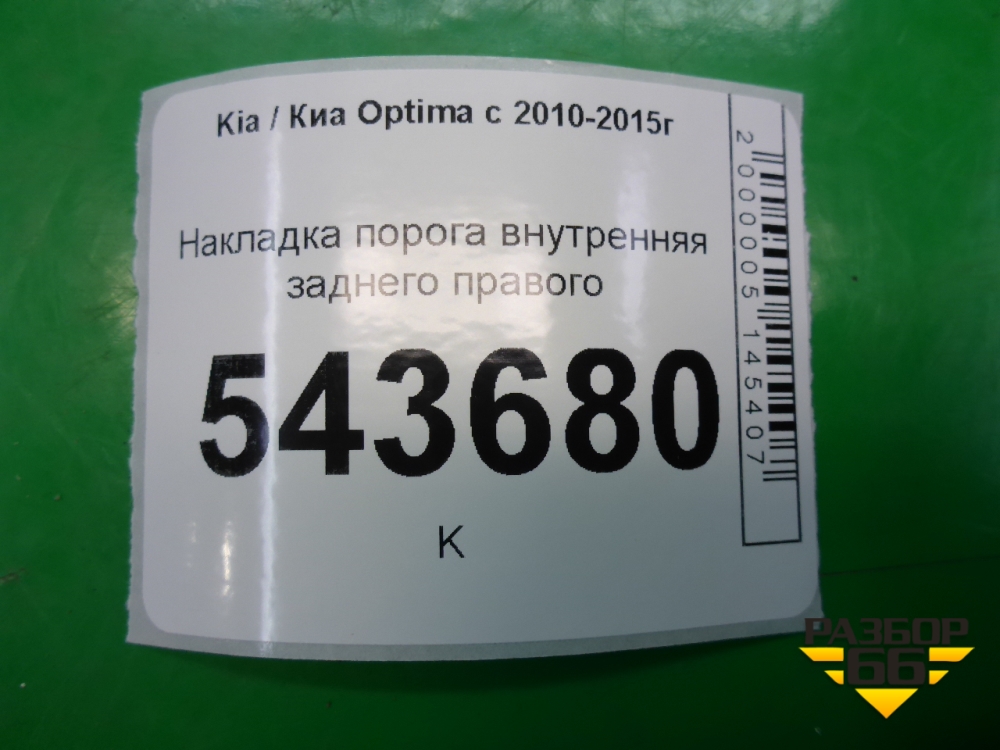 Kia / Киа Optima с 2010-2015г
Накладка порога внутренняя
заднего правого
543680
К
2000005145407
РАЗБОР
66